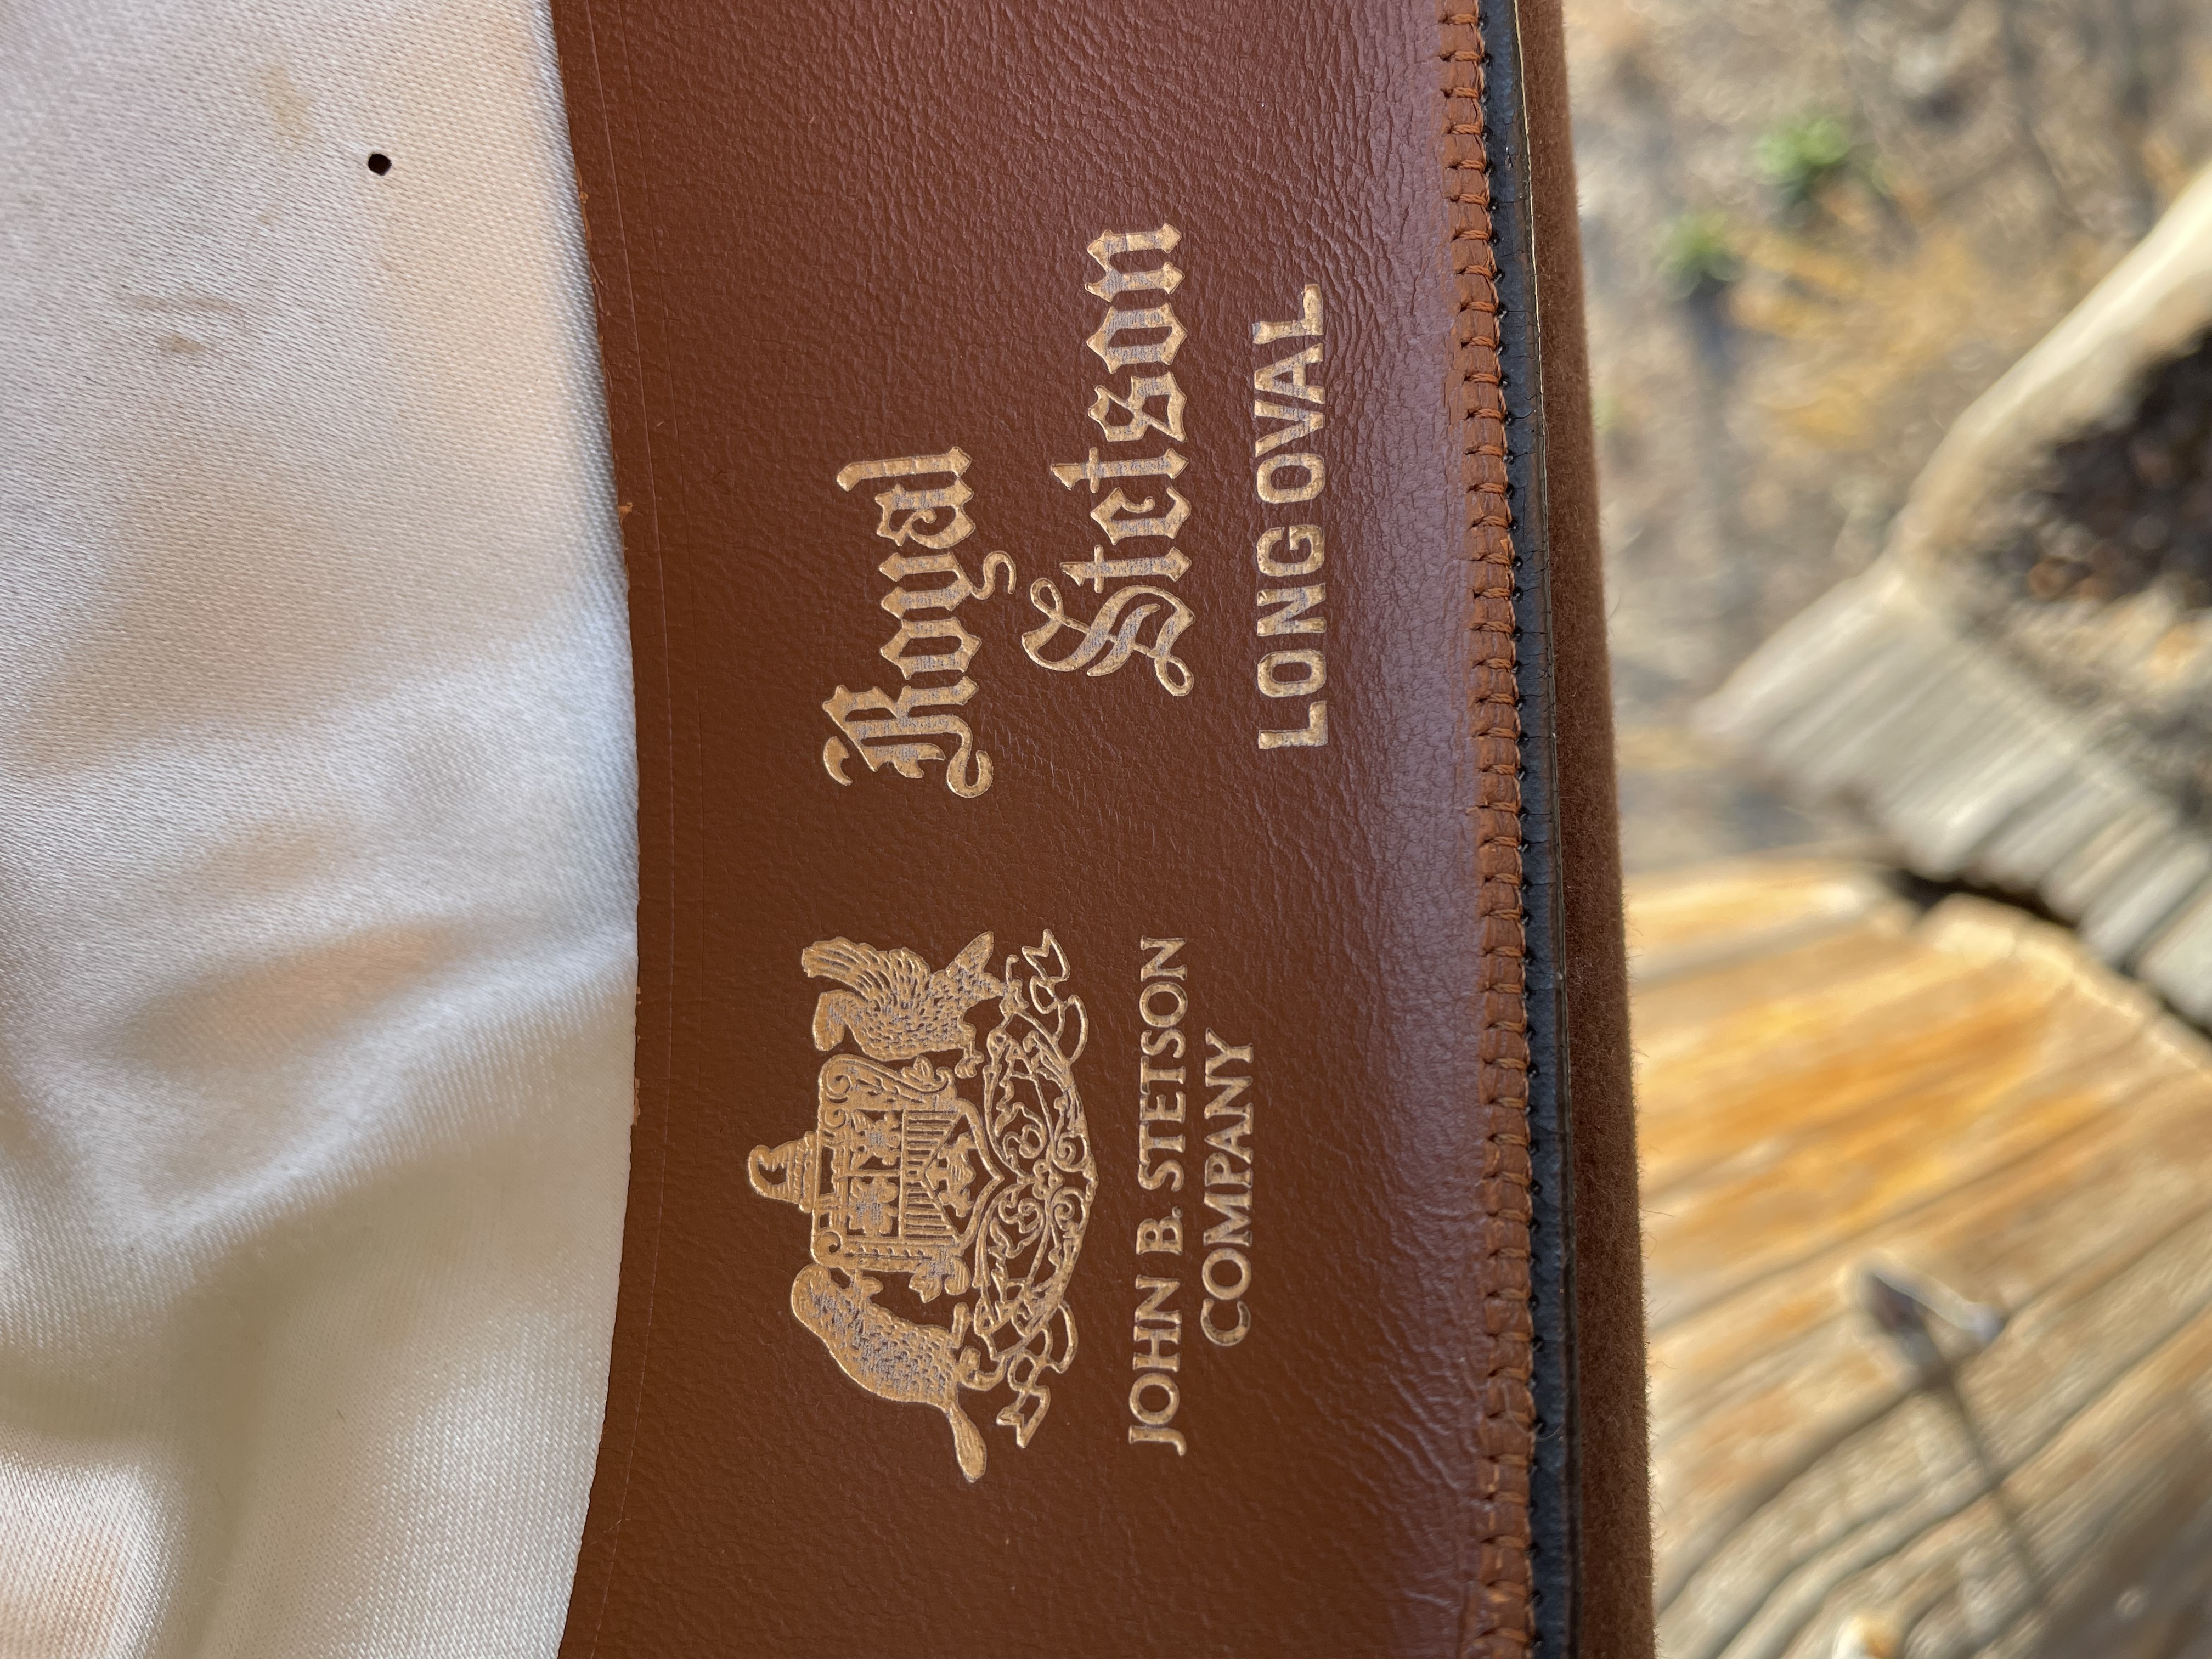 JOHN B. STETSON
COMPANY
Royal
Stetson
LONG OVAL